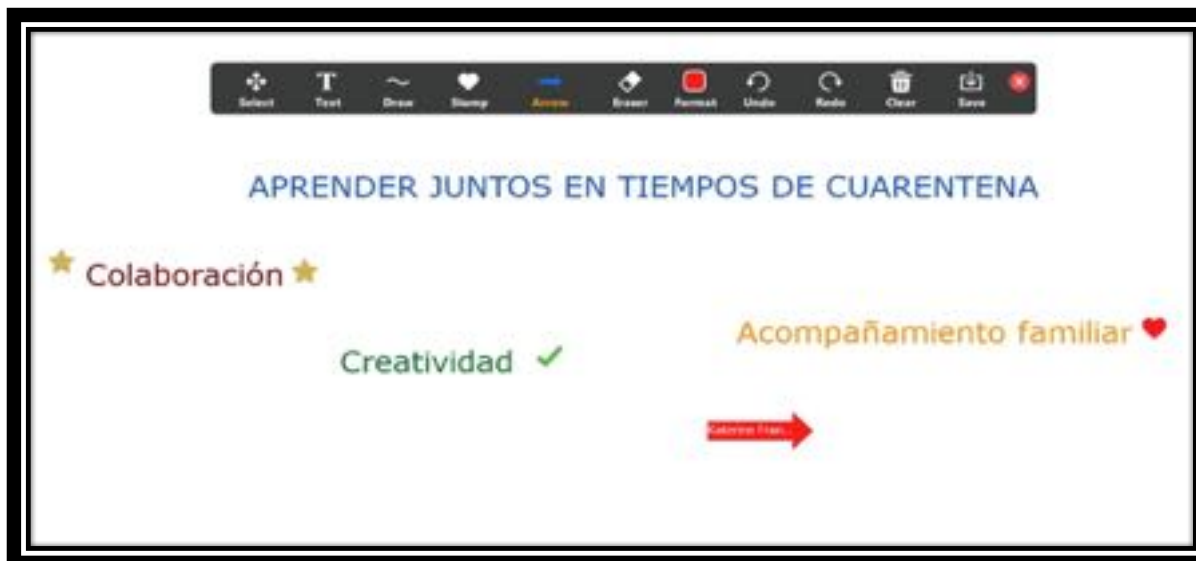 Select Text Draw Stamp Arrow Eraser Format Undo Redo Clear Save
APRENDER JUNTOS EN TIEMPOS DE CUARENTENA
Colaboración
Acompañamiento familiar
Creatividad